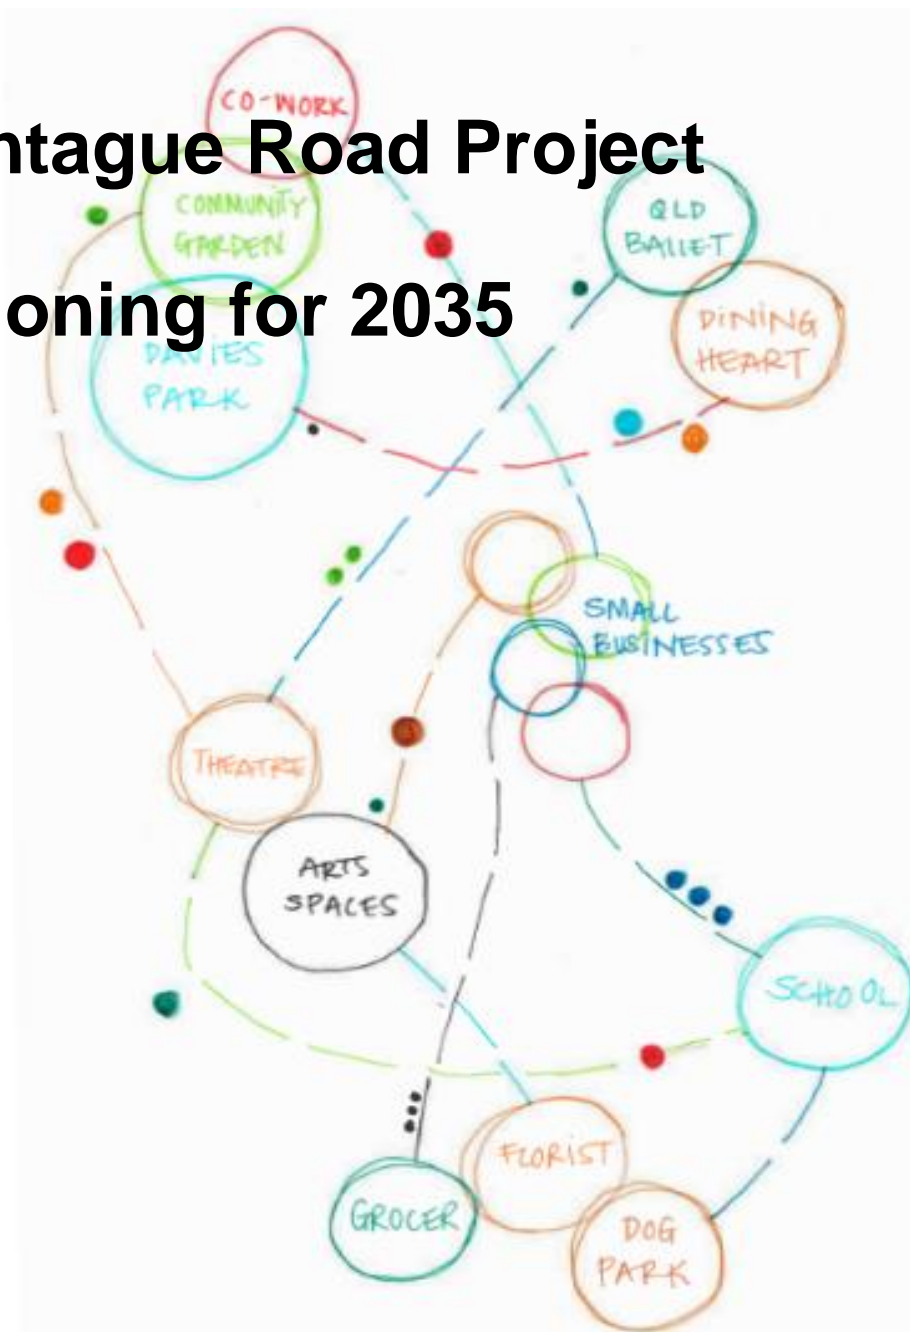 CO-WORK
ntague Road Project
COMMUNITY
GARDEN
QLD
BALLET
oning for 2035
DINING
HEART
DAVIES
PARK
SMALL
BUSINESSES
THEATRE
ARTS
SPACES
SCHOOL
FLORIST
GROCER
DOG
PARK